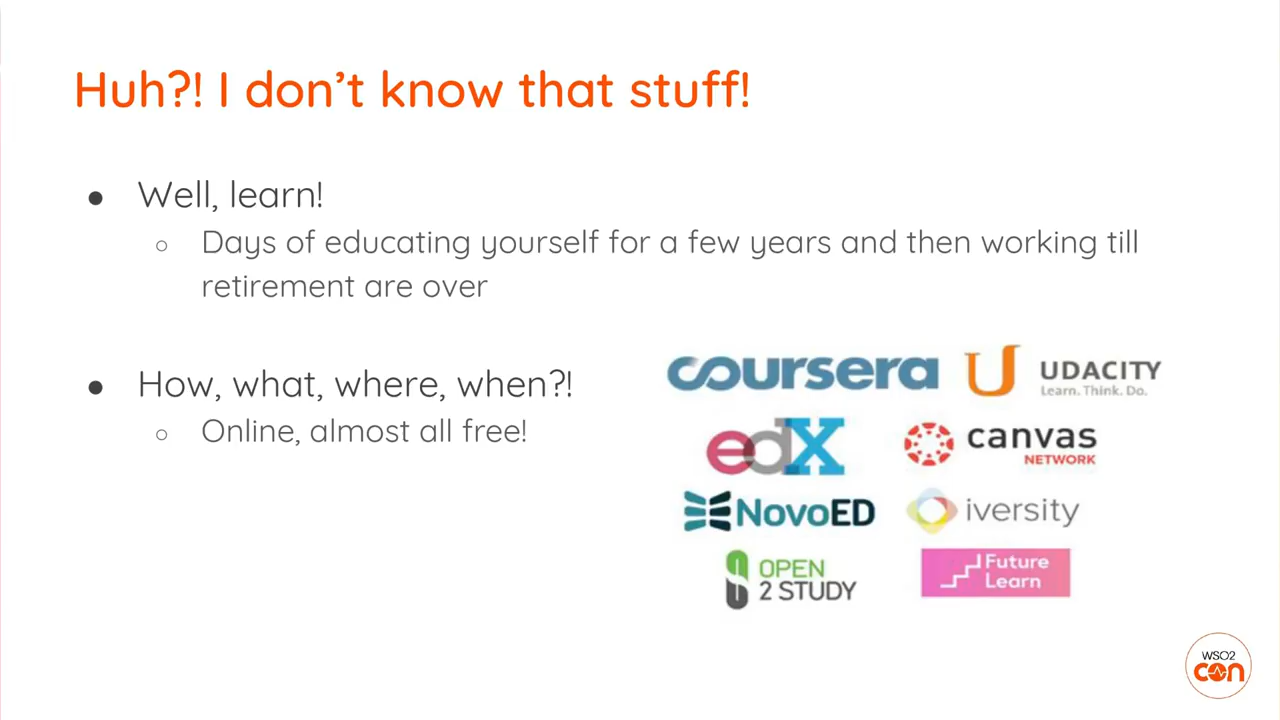 Huh?! I don't know that stuff!
● Well, learn!
○ Days of educating yourself for a few years and then working till
retirement are over
● How, what, where, when?!
○ Online, almost all free!
coursera
UDACITY
Learn. Think. Do.
edX
canvas
NETWORK
NovoED
iversity
OPEN
2 STUDY
Future
Learn
WSO2
con